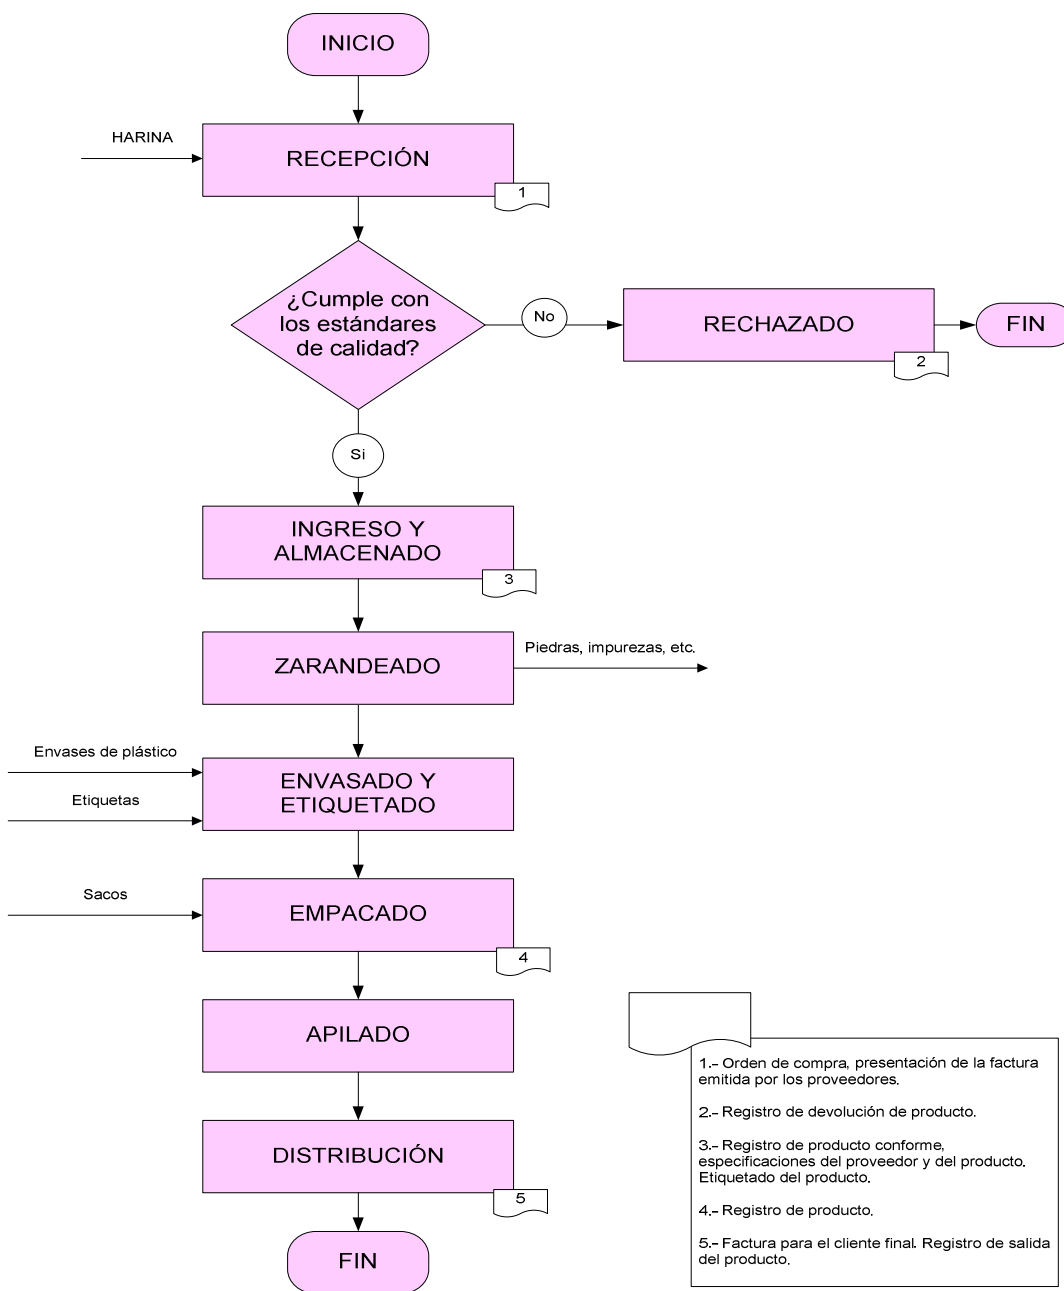 INICIO
HARINA
RECEPCIÓN
1
¿Cumple con
los estándares
de calidad?
No
RECHAZADO
2
FIN
Si
INGRESO Y
ALMACENADO
3
ZARANDEADO
Piedras, impurezas, etc.
Envases de plástico
Etiquetas
ENVASADO Y
ETIQUETADO
Sacos
EMPACADO
4
APILADO
DISTRIBUCIÓN
5
FIN
1.- Orden de compra, presentación de la factura
emitida por los proveedores.
2.- Registro de devolución de producto.
3.- Registro de producto conforme,
especificaciones del proveedor y del producto.
Etiquetado del producto.
4.- Registro de producto.
5.- Factura para el cliente final. Registro de salida
del producto.